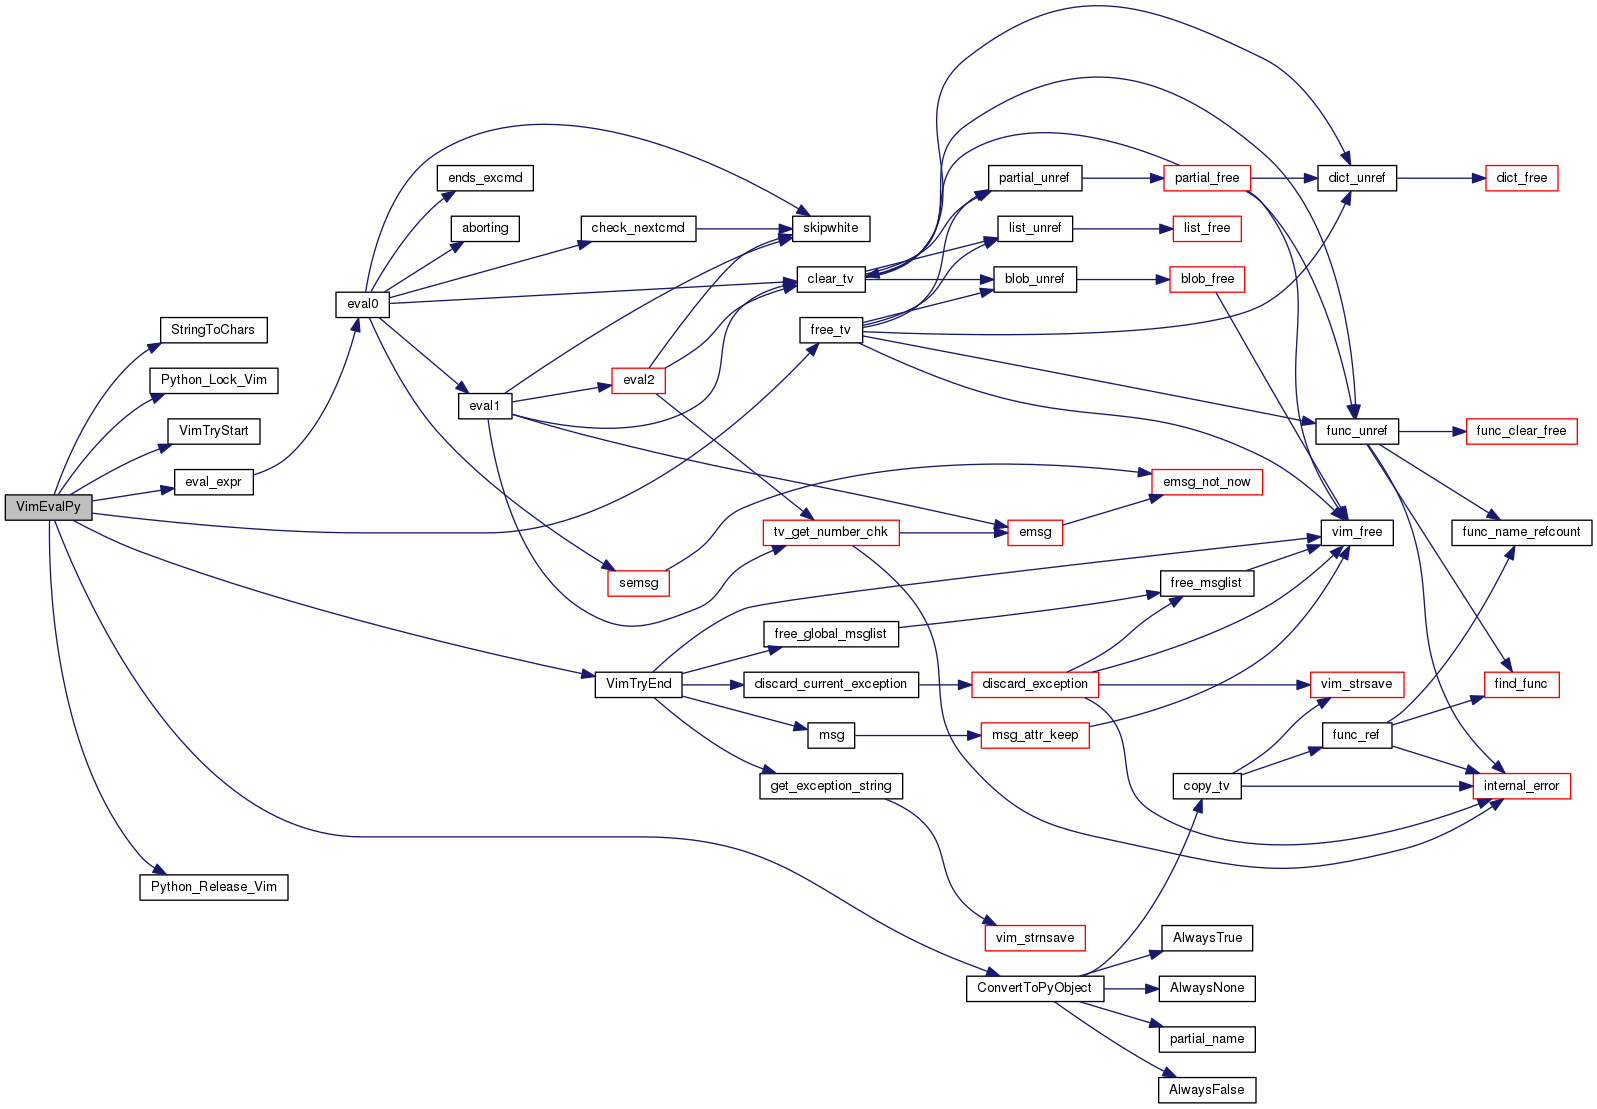 partial_unref
partial_free
dict_unref
dict_free
ends_excmd
aborting
check_nextcmd
skipwhite
list_unref
list_free
clear_tv
blob_unref
blob_free
eval0
StringToChars
free_tv
Python_Lock_Vim
eval2
eval1
VimTryStart
func_unref
func_clear_free
eval_expr
emsg_not_now
VimEvalPy
tv_get_number_chk
emsg
vim_free
func_name_refcount
semsg
free_msglist
free_global_msglist
VimTryEnd
discard_current_exception
discard_exception
vim_strsave
find_func
msg
msg_attr_keep
func_ref
get_exception_string
copy_tv
internal_error
Python_Release_Vim
vim_strnsave
AlwaysTrue
ConvertToPyObject
AlwaysNone
partial_name
AlwaysFalse